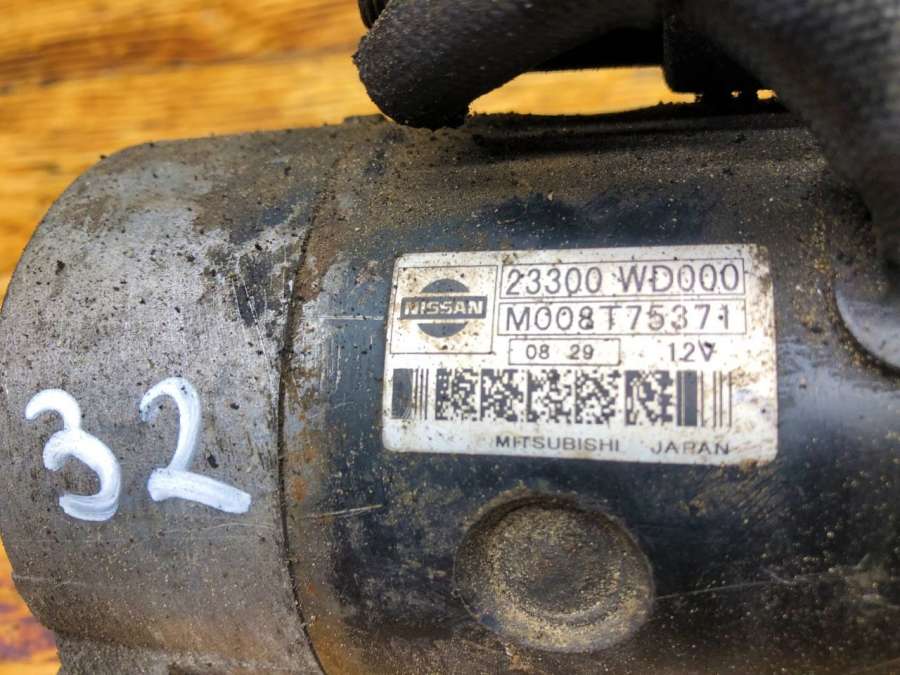 NISSAN
23300 WD000
M008T75371
08 29 12V
MITSUBISHI JAPAN
32